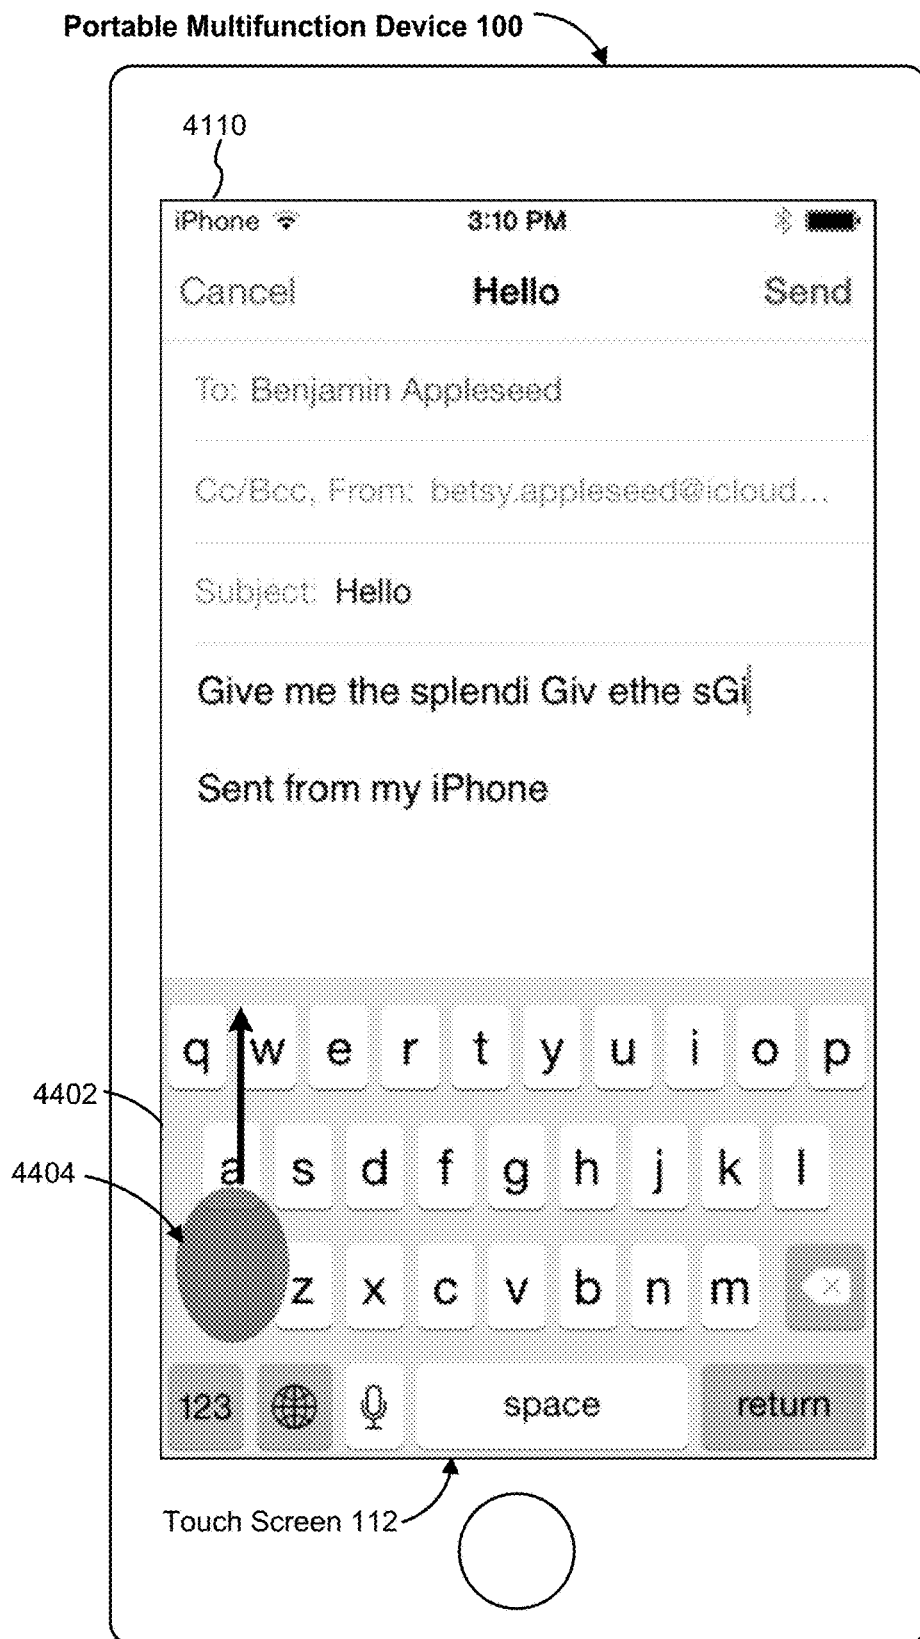 Portable Multifunction Device 100
4110
iPhone 3:10 PM
Cancel Hello Send
To: Benjamin Appleseed
Cc/Bcc, From: betsy.appleseed@icloud...
Subject: Hello
Give me the splendi Giv ethe sGi
Sent from my iPhone
q w e r t y u i o p
4402
a s d f g h j k l
4404
z x c v b n m
123 space return
Touch Screen 112